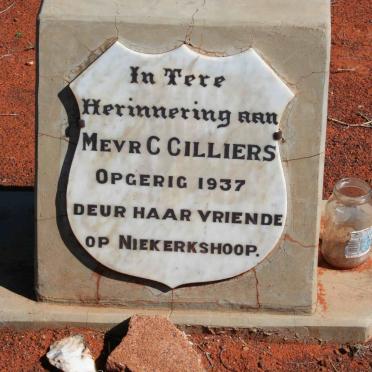 In Tere
Herinnering aan
MEVR C CILLIERS
OPGERIG 1937
DEUR HAAR VRIENDE
OP NIEKERKSHOOP.